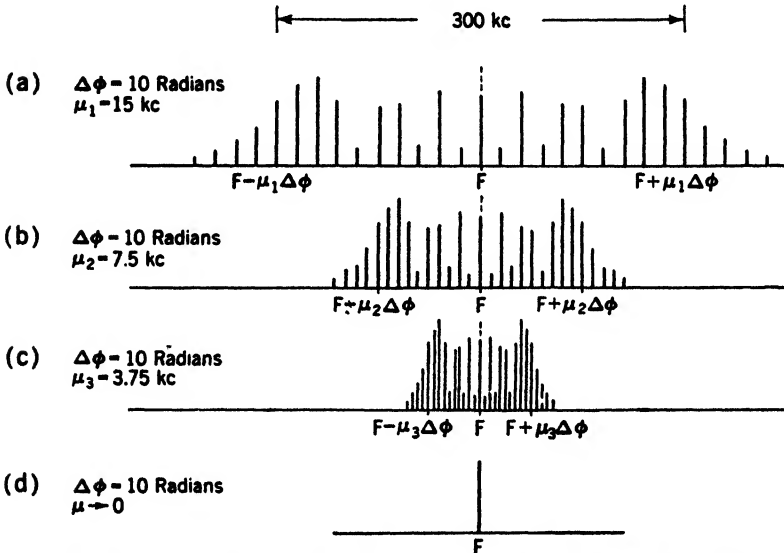 300 kc
(a) Δϕ = 10 Radians
μ₁ = 15 kc
F−μ₁Δϕ F F+μ₁Δϕ
(b) Δϕ = 10 Radians
μ₂ = 7.5 kc
F÷μ₂Δϕ F F+μ₂Δϕ
(c) Δϕ = 10 Radians
μ₃ = 3.75 kc
F−μ₃Δϕ F F+μ₃Δϕ
(d) Δϕ = 10 Radians
μ → 0
F